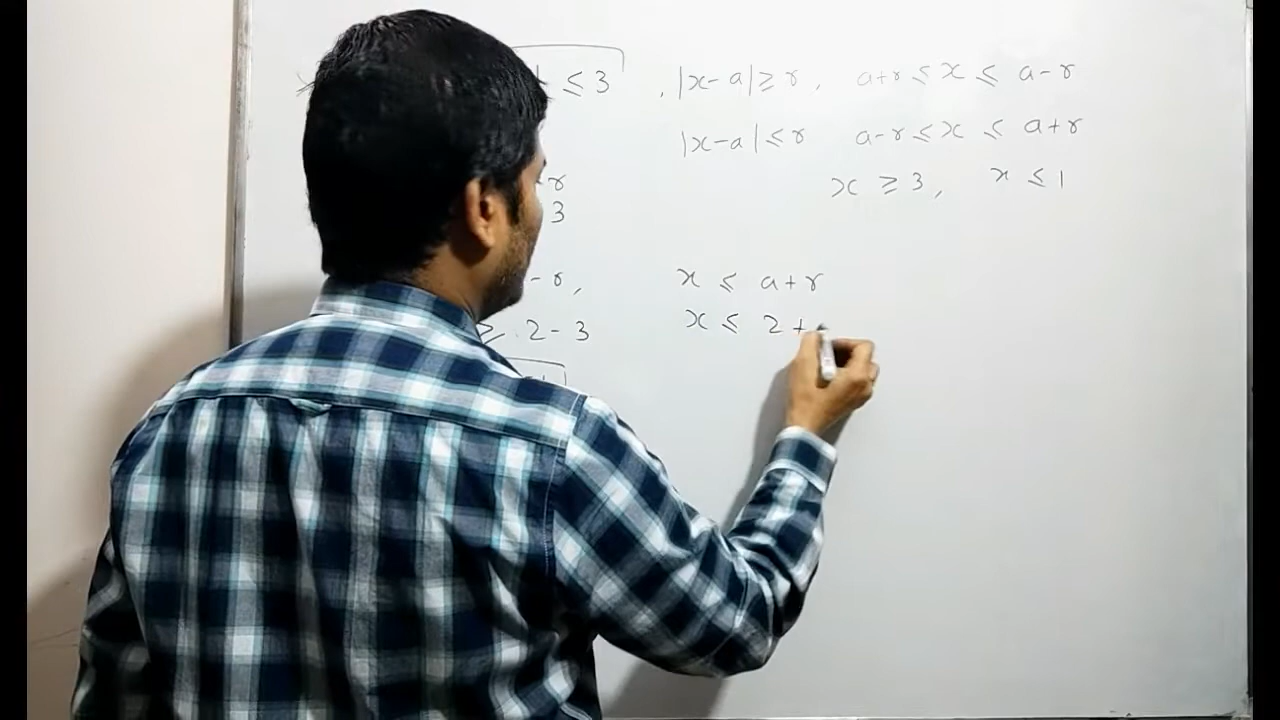 ≤ 3 , |x-a| ≥ r , a+r ≤ x ≤ a-r
|x-a| ≤ r a-r ≤ x ≤ a+r
r x ≥ 3 , x ≤ 1
3
- r , x ≤ a+r
≥ 2 - 3 x ≤ 2 +